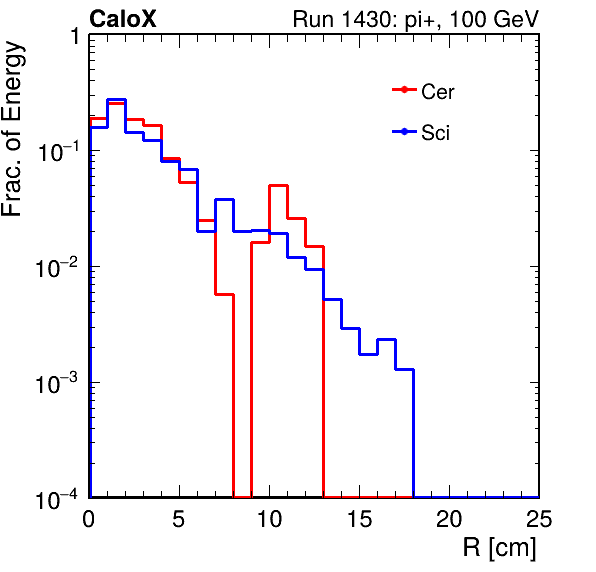 CaloX Run 1430: pi+, 100 GeV
Frac. of Energy
1
10⁻¹
10⁻²
10⁻³
10⁻⁴
Cer
Sci
0 5 10 15 20 25
R [cm]